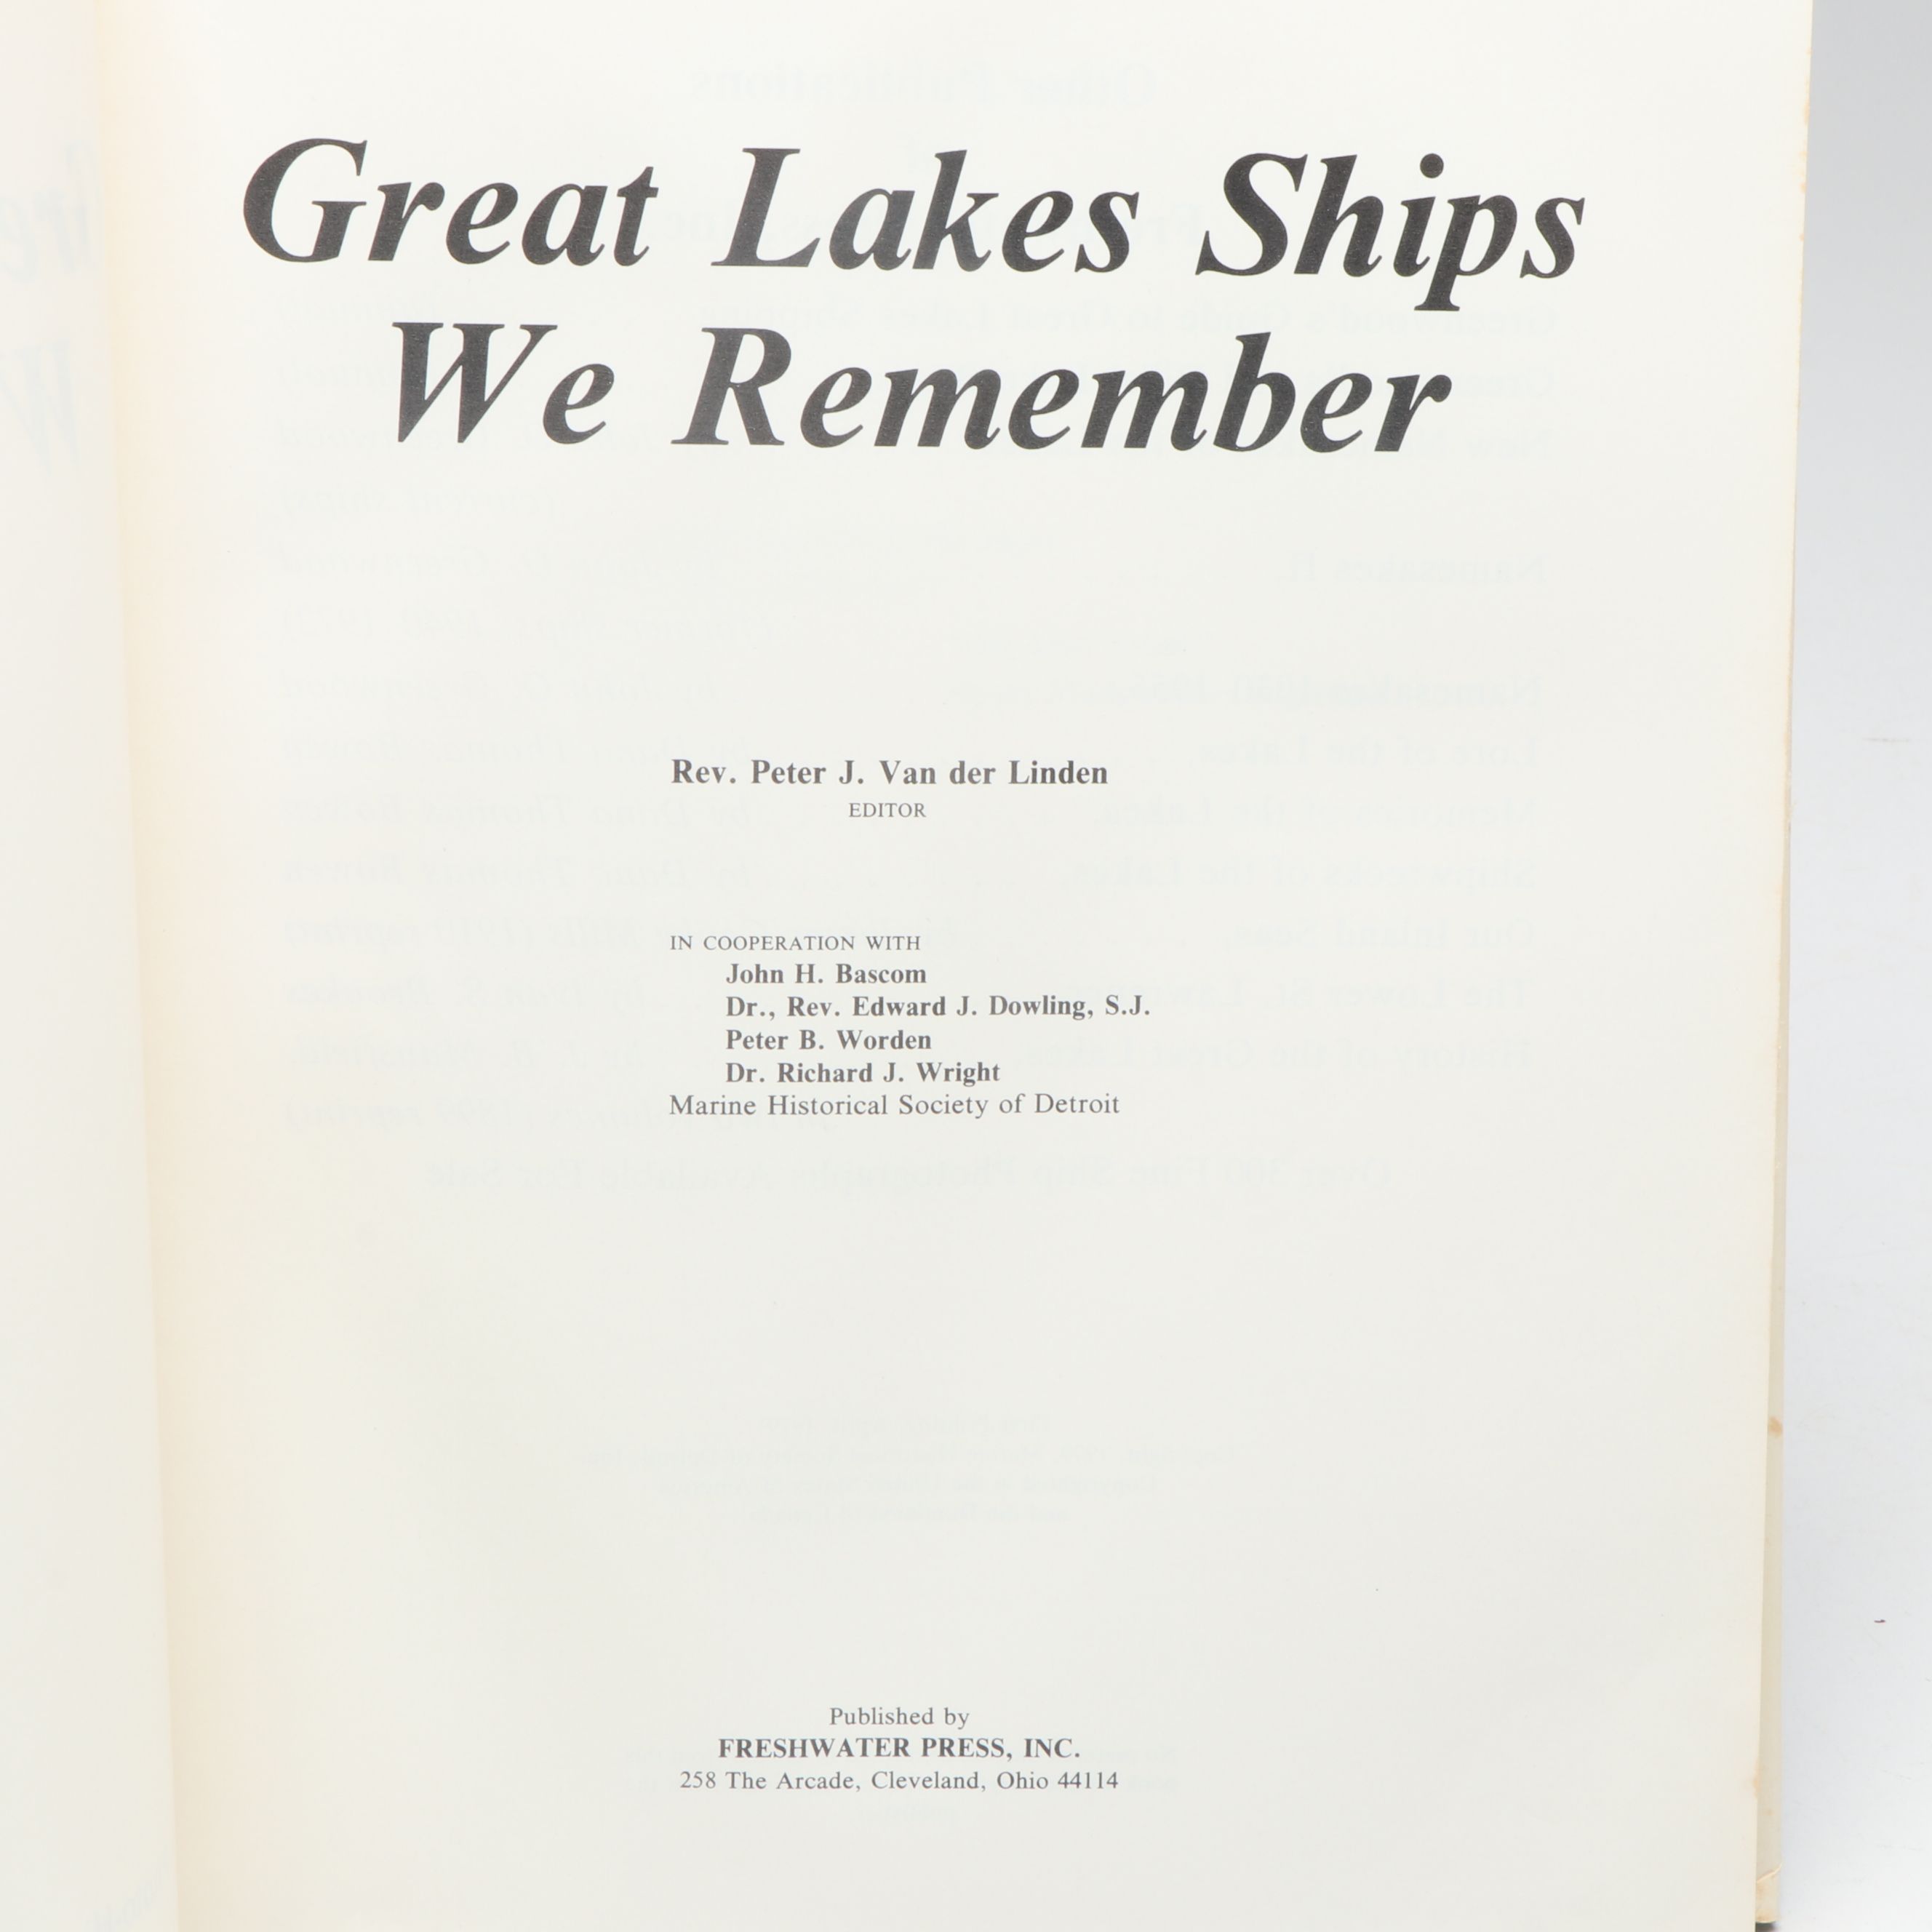 Great Lakes Ships
We Remember
Rev. Peter J. Van der Linden
EDITOR
IN COOPERATION WITH
John H. Bascom
Dr., Rev. Edward J. Dowling, S.J.
Peter B. Worden
Dr. Richard J. Wright
Marine Historical Society of Detroit
Published by
FRESHWATER PRESS, INC.
258 The Arcade, Cleveland, Ohio 44114